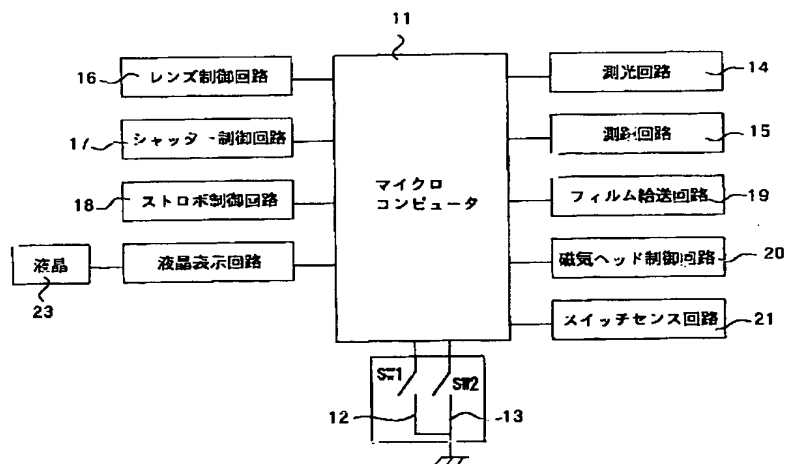 11
16 レンズ制御回路
測光回路 14
17 シャッター制御回路
測距回路 15
マイクロ
コンピュータ
18 ストロボ制御回路
フィルム給送回路 19
液晶
23
液晶表示回路
磁気ヘッド制御回路 20
スイッチセンス回路 21
SW1 SW2
12 13